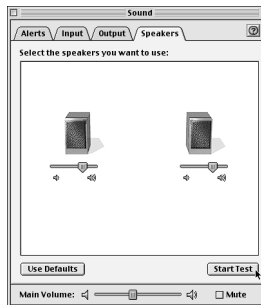 Sound
Alerts Input Output Speakers ?
Select the speakers you want to use:
Use Defaults Start Test
Main Volume: Mute